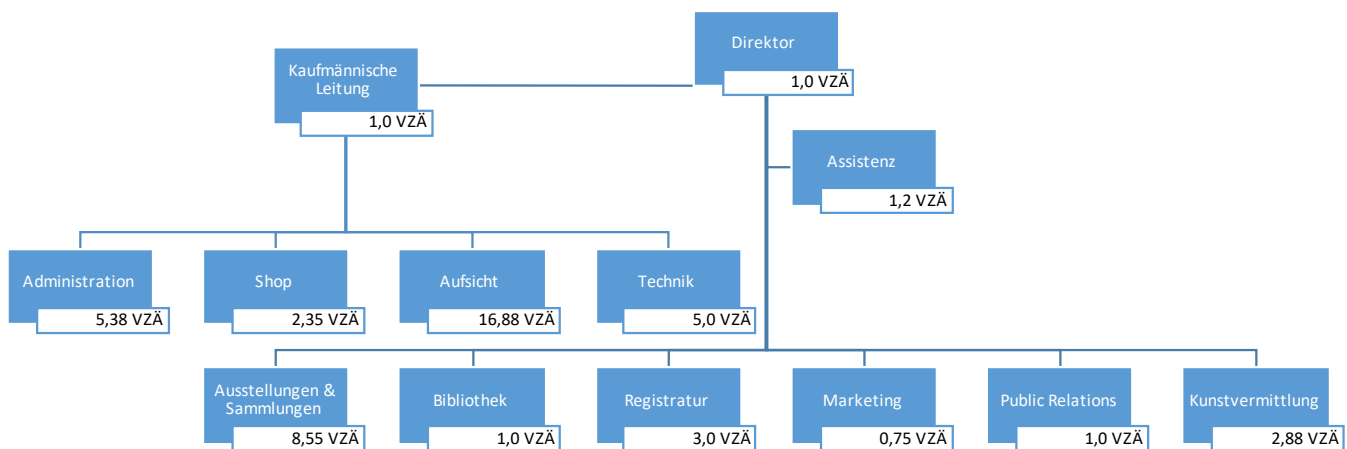 Direktor
1,0 VZÄ
Kaufmännische
Leitung
1,0 VZÄ
Assistenz
1,2 VZÄ
Administration
5,38 VZÄ
Shop
2,35 VZÄ
Aufsicht
16,88 VZÄ
Technik
5,0 VZÄ
Ausstellungen &
Sammlungen
8,55 VZÄ
Bibliothek
1,0 VZÄ
Registratur
3,0 VZÄ
Marketing
0,75 VZÄ
Public Relations
1,0 VZÄ
Kunstvermittlung
2,88 VZÄ